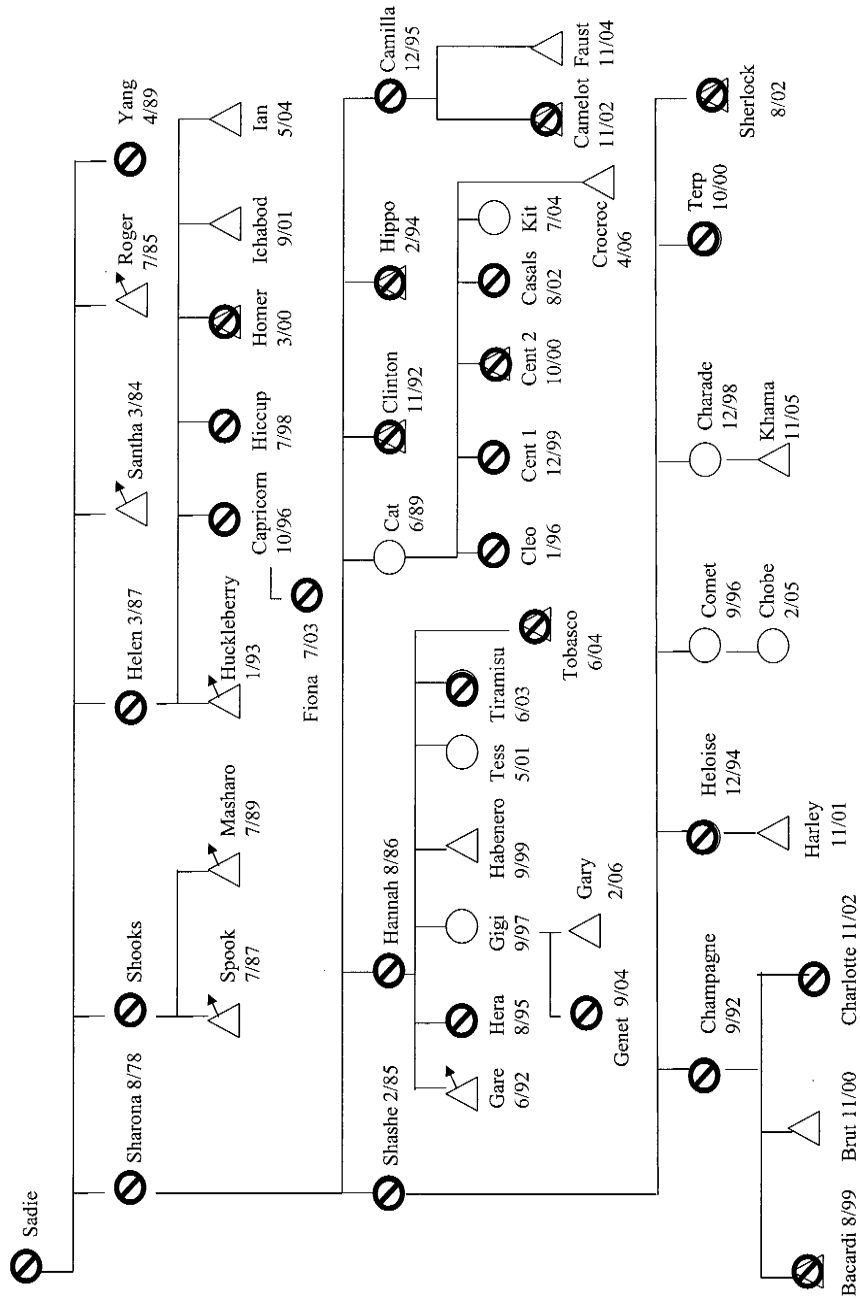 Sadie
Sharona 8/78
Shooks
Helen 3/87
Santha 3/84
Roger
7/85
Yang
4/89
Spook
7/87
Masharo
7/89
Huckleberry
1/93
Capricorn
10/96
Hiccup
7/98
Homer
3/00
Ichabod
9/01
Ian
5/04
Fiona 7/03
Shashe 2/85
Hannah 8/86
Cat
6/89
Clinton
11/92
Hippo
2/94
Camilla
12/95
Gare
6/92
Hera
8/95
Gigi
9/97
Habenero
9/99
Tess
5/01
Tiramisu
6/03
Tobasco
6/04
Cleo
1/96
Cent 1
12/99
Cent 2
10/00
Casals
8/02
Kit
7/04
Crocroc
4/06
Camelot
11/02
Faust
11/04
Genet 9/04
Gary
2/06
Champagne
9/92
Heloise
12/94
Comet
9/96
Charade
12/98
Terp
10/00
Sherlock
8/02
Bacardi 8/99
Brut 11/00
Charlotte 11/02
Harley
11/01
Chobe
2/05
Khama
11/05